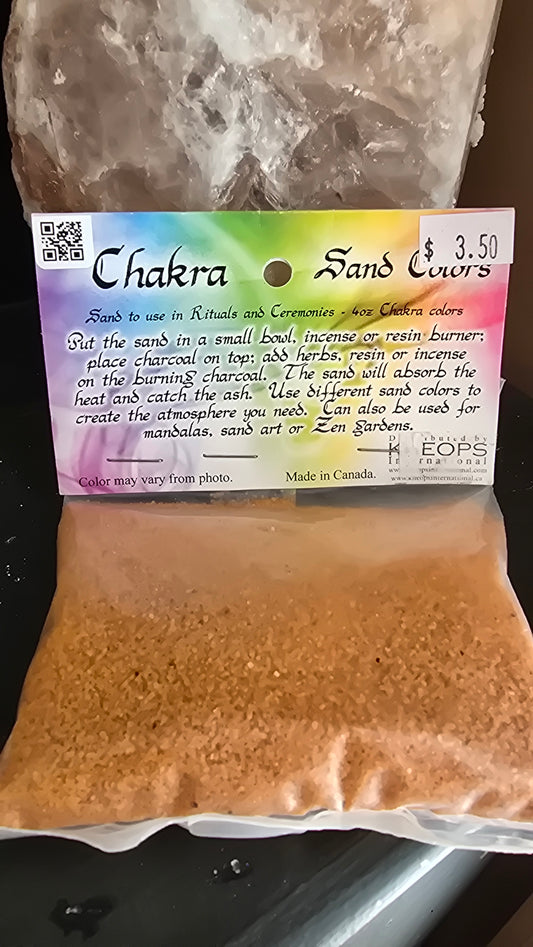 Chakra Sand Colors
$ 3.50
Sand to use in Rituals and Ceremonies - 4oz Chakra colors
Put the sand in a small bowl, incense or resin burner;
place charcoal on top; add herbs, resin or incense
on the burning charcoal. The sand will absorb the
heat and catch the ash. Use different sand colors to
create the atmosphere you need. Can also be used for
mandalas, sand art or Zen gardens.
Distributed by
KHEOPS
International
Color may vary from photo. Made in Canada.
www.kheopsinternational.ca